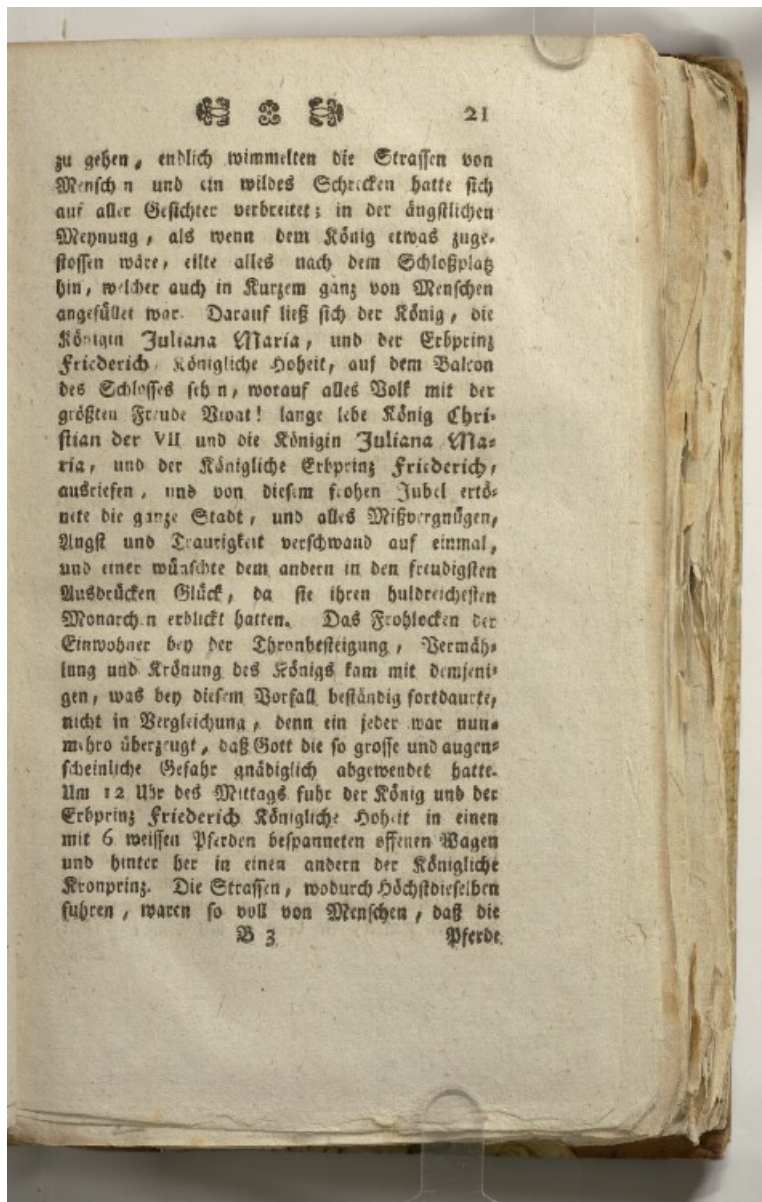 21
zu gehen, endlich wimmelten die Strassen von
Mensch n und ein wildes Schrecken hatte sich
auf aller Gesichter verbreitet; in der ängstlichen
Meynung, als wenn dem König etwas zuge-
stossen wäre, eilte alles nach dem Schloßplatz
hin, welcher auch in Kurzem ganz von Menschen
angefüllet war. Darauf ließ sich der König, die
Königin Juliana Maria, und der Erbprinz
Friederich, Königliche Hoheit, auf dem Balcon
des Schlosses seh n, worauf alles Volk mit der
größten Freude Vivat! lange lebe König Chri-
stian der VII und die Königin Juliana Ma-
ria, und der Königliche Erbprinz Friederich,
ausriefen, und von diesem frohen Jubel ertö-
nete die ganze Stadt, und alles Mißvergnügen,
Angst und Traurigkeit verschwand auf einmal,
und einer wünschte dem andern in den freudigsten
Ausdrücken Glück, da sie ihren huldreichesten
Monarch n erblickt hatten. Das Frohlocken der
Einwohner bey der Thronbesteigung, Vermäh-
lung und Krönung des Königs kam mit demjeni-
gen, was bey diesem Vorfall beständig fortdaurte,
nicht in Vergleichung, denn ein jeder war nun-
mehro überzeugt, daß Gott die so grosse und augen-
scheinliche Gefahr gnädiglich abgewendet hatte.
Um 12 Uhr des Mittags fuhr der König und der
Erbprinz Friederich Königliche Hoheit in einen
mit 6 weissen Pferden bespanneten offenen Wagen
und hinter her in einen andern der Königliche
Kronprinz. Die Strassen, wodurch Höchstdieselben
fuhren, waren so voll von Menschen, daß die
B 3 Pferde